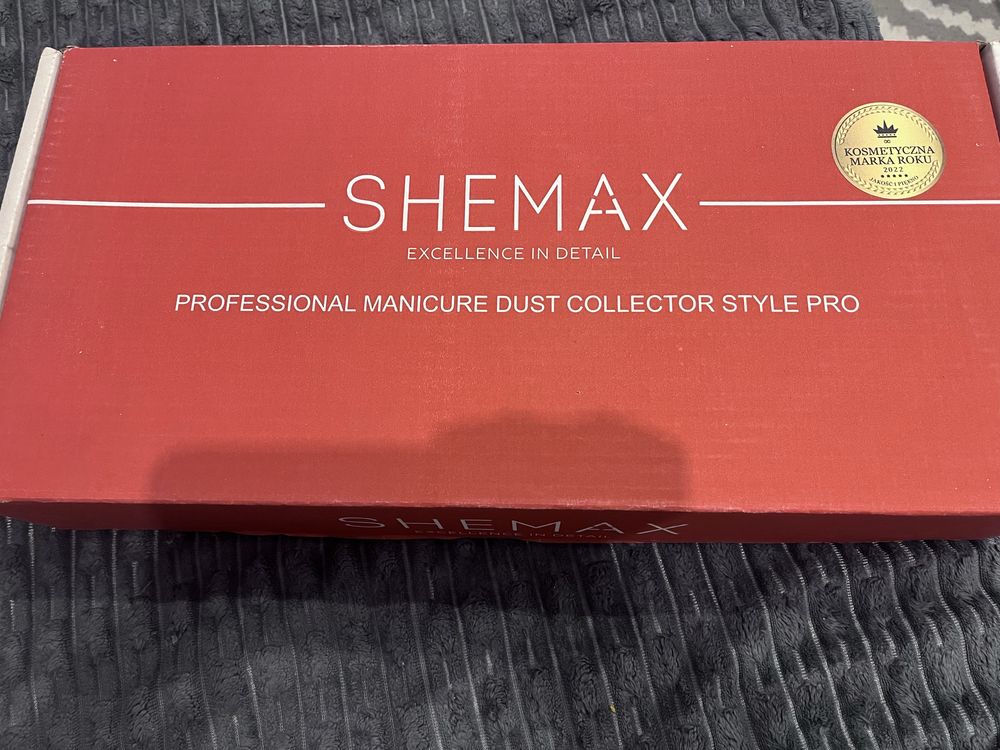 SHEMAX
EXCELLENCE IN DETAIL
PROFESSIONAL MANICURE DUST COLLECTOR STYLE PRO
KOSMETYCZNA
MARKA ROKU
2022
JAKOŚĆ I PIĘKNO
SHEMAX
EXCELLENCE IN DETAIL